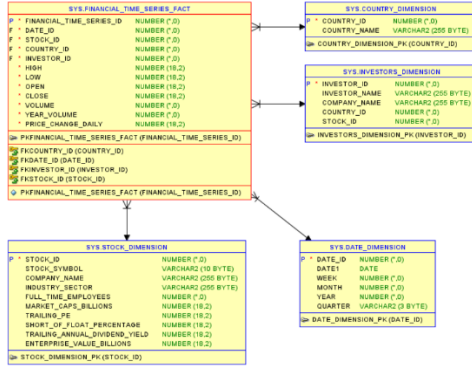 SYS.FINANCIAL_TIME_SERIES_FACT
P * FINANCIAL_TIME_SERIES_ID NUMBER (*,0)
F * DATE_ID NUMBER (*,0)
F * STOCK_ID NUMBER (*,0)
F * COUNTRY_ID NUMBER (*,0)
F * INVESTOR_ID NUMBER (*,0)
* HIGH NUMBER (18,2)
* LOW NUMBER (18,2)
* OPEN NUMBER (18,2)
* CLOSE NUMBER (18,2)
* VOLUME NUMBER (*,0)
* YEAR_VOLUME NUMBER (*,0)
* PRICE_CHANGE_DAILY NUMBER (18,2)
PKFINANCIAL_TIME_SERIES_FACT (FINANCIAL_TIME_SERIES_ID)
FKCOUNTRY_ID (COUNTRY_ID)
FKDATE_ID (DATE_ID)
FKINVESTOR_ID (INVESTOR_ID)
FKSTOCK_ID (STOCK_ID)
PKFINANCIAL_TIME_SERIES_FACT (FINANCIAL_TIME_SERIES_ID)
SYS.COUNTRY_DIMENSION
P * COUNTRY_ID NUMBER (*,0)
COUNTRY_NAME VARCHAR2 (255 BYTE)
COUNTRY_DIMENSION_PK (COUNTRY_ID)
SYS.INVESTORS_DIMENSION
P * INVESTOR_ID NUMBER (*,0)
INVESTOR_NAME VARCHAR2 (255 BYTE)
COMPANY_NAME VARCHAR2 (255 BYTE)
COUNTRY_ID NUMBER (*,0)
STOCK_ID NUMBER (*,0)
INVESTORS_DIMENSION_PK (INVESTOR_ID)
SYS.STOCK_DIMENSION
P * STOCK_ID NUMBER (*,0)
STOCK_SYMBOL VARCHAR2 (10 BYTE)
COMPANY_NAME VARCHAR2 (255 BYTE)
INDUSTRY_SECTOR VARCHAR2 (255 BYTE)
FULL_TIME_EMPLOYEES NUMBER (*,0)
MARKET_CAPS_BILLIONS NUMBER (18,2)
TRAILING_PE NUMBER (18,2)
SHORT_OF_FLOAT_PERCENTAGE NUMBER (18,2)
TRAILING_ANNUAL_DIVIDEND_YIELD NUMBER (18,2)
ENTERPRISE_VALUE_BILLIONS NUMBER (18,2)
STOCK_DIMENSION_PK (STOCK_ID)
SYS.DATE_DIMENSION
P * DATE_ID NUMBER (*,0)
DATE1 DATE
WEEK NUMBER (*,0)
MONTH NUMBER (*,0)
YEAR NUMBER (*,0)
QUARTER VARCHAR2 (3 BYTE)
DATE_DIMENSION_PK (DATE_ID)